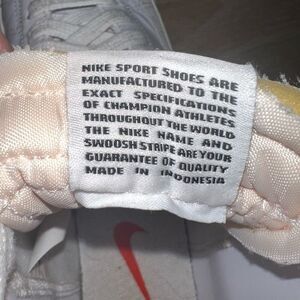 NIKE SPORT SHOES ARE
MANUFACTURED TO THE
EXACT SPECIFICATIONS
OF CHAMPION ATHLETES
THROUGHOUT THE WORLD
THE NIKE NAME AND
SWOOSH STRIPE ARE YOUR
GUARANTEE OF QUALITY
MADE IN INDONESIA